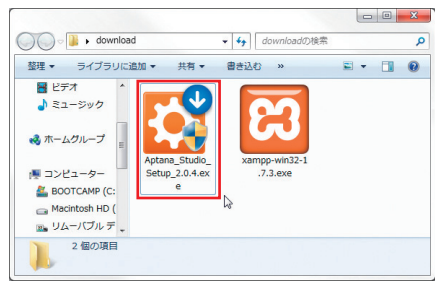 download
downloadの検索
整理 ライブラリに追加 共有 書き込む »
ビデオ
ミュージック
ホームグループ
コンピューター
BOOTCAMP (C:
Macintosh HD (
リムーバブル デ
Aptana_Studio_
Setup_2.0.4.ex
e
xampp-win32-1
.7.3.exe
2 個の項目